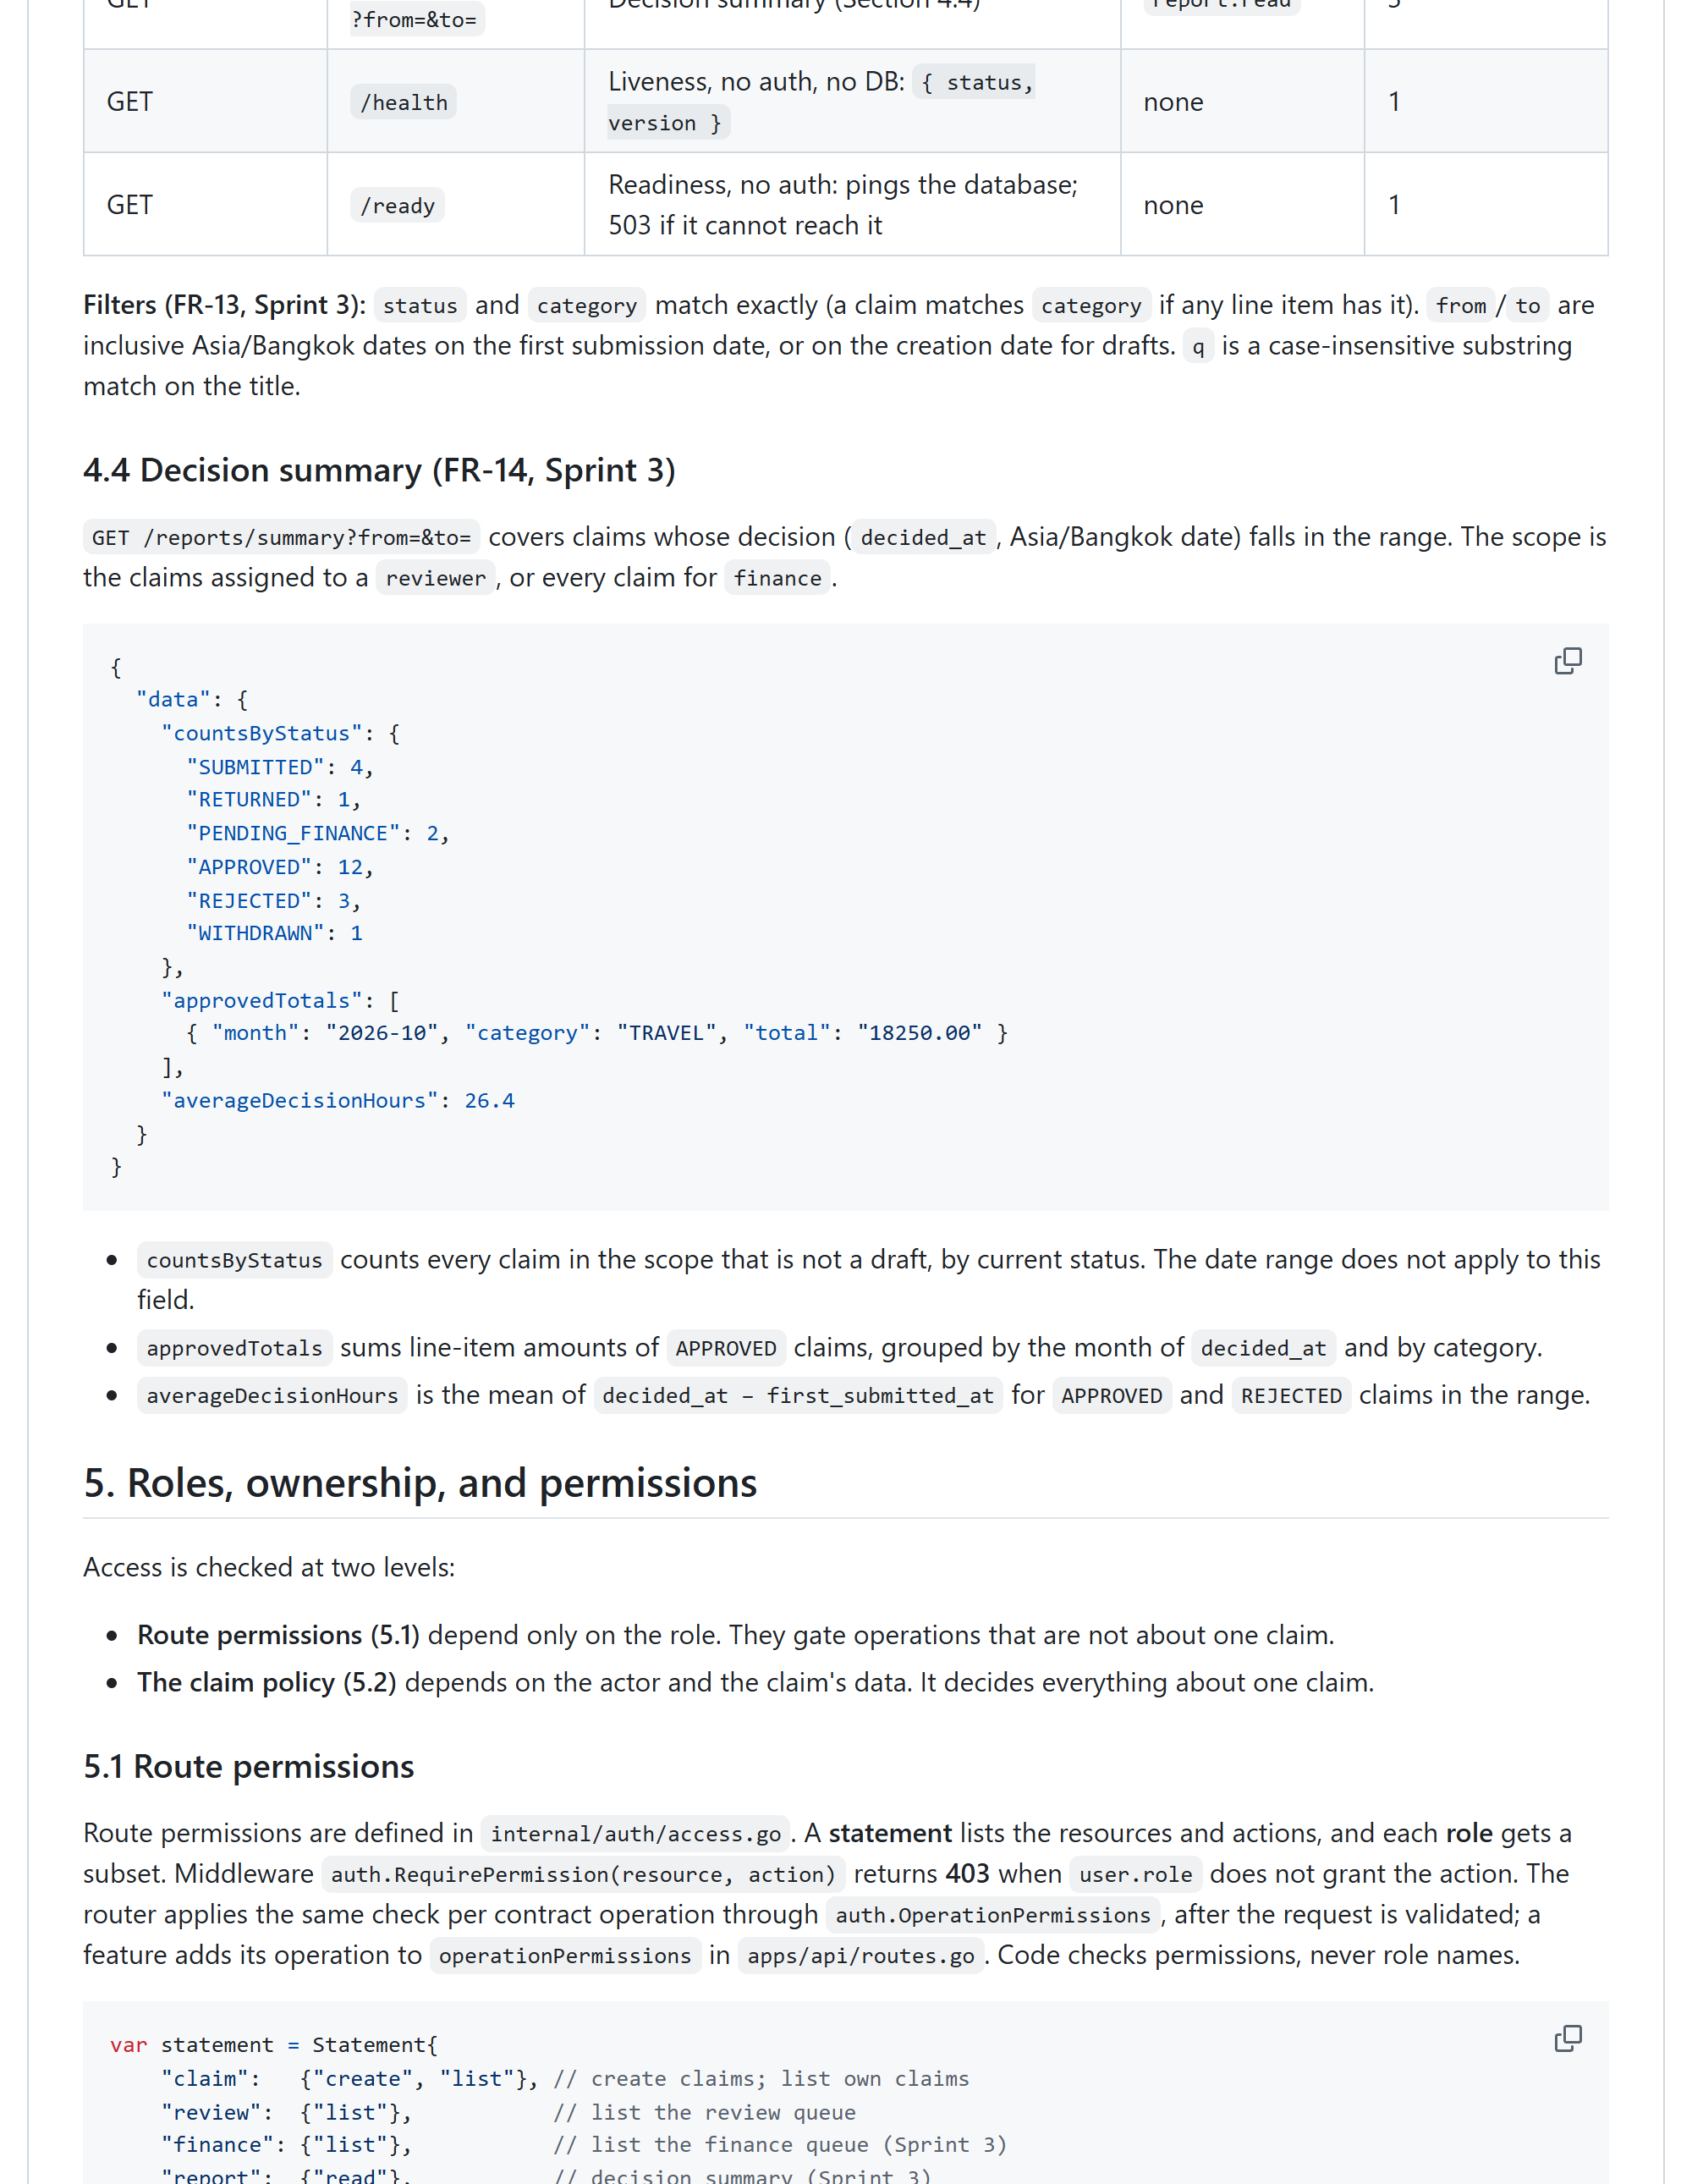 GET
?from=&to=
Decision summary (Section 4.4)
report.read
3
GET
/health
Liveness, no auth, no DB: { status,
version }
none
1
GET
/ready
Readiness, no auth: pings the database;
503 if it cannot reach it
none
1
Filters (FR-13, Sprint 3): status and category match exactly (a claim matches category if any line item has it). from / to are
inclusive Asia/Bangkok dates on the first submission date, or on the creation date for drafts. q is a case-insensitive substring
match on the title.
4.4 Decision summary (FR-14, Sprint 3)
GET /reports/summary?from=&to= covers claims whose decision ( decided_at , Asia/Bangkok date) falls in the range. The scope is
the claims assigned to a reviewer , or every claim for finance .
{
  "data": {
    "countsByStatus": {
      "SUBMITTED": 4,
      "RETURNED": 1,
      "PENDING_FINANCE": 2,
      "APPROVED": 12,
      "REJECTED": 3,
      "WITHDRAWN": 1
    },
    "approvedTotals": [
      { "month": "2026-10", "category": "TRAVEL", "total": "18250.00" }
    ],
    "averageDecisionHours": 26.4
  }
}
• countsByStatus counts every claim in the scope that is not a draft, by current status. The date range does not apply to this
field.
• approvedTotals sums line-item amounts of APPROVED claims, grouped by the month of decided_at and by category.
• averageDecisionHours is the mean of decided_at − first_submitted_at for APPROVED and REJECTED claims in the range.
5. Roles, ownership, and permissions
Access is checked at two levels:
• Route permissions (5.1) depend only on the role. They gate operations that are not about one claim.
• The claim policy (5.2) depends on the actor and the claim's data. It decides everything about one claim.
5.1 Route permissions
Route permissions are defined in internal/auth/access.go . A statement lists the resources and actions, and each role gets a
subset. Middleware auth.RequirePermission(resource, action) returns 403 when user.role does not grant the action. The
router applies the same check per contract operation through auth.OperationPermissions , after the request is validated; a
feature adds its operation to operationPermissions in apps/api/routes.go . Code checks permissions, never role names.
var statement = Statement{
    "claim":   {"create", "list"}, // create claims; list own claims
    "review":  {"list"},           // list the review queue
    "finance": {"list"},           // list the finance queue (Sprint 3)
    "report":  {"read"},           // decision summary (Sprint 3)